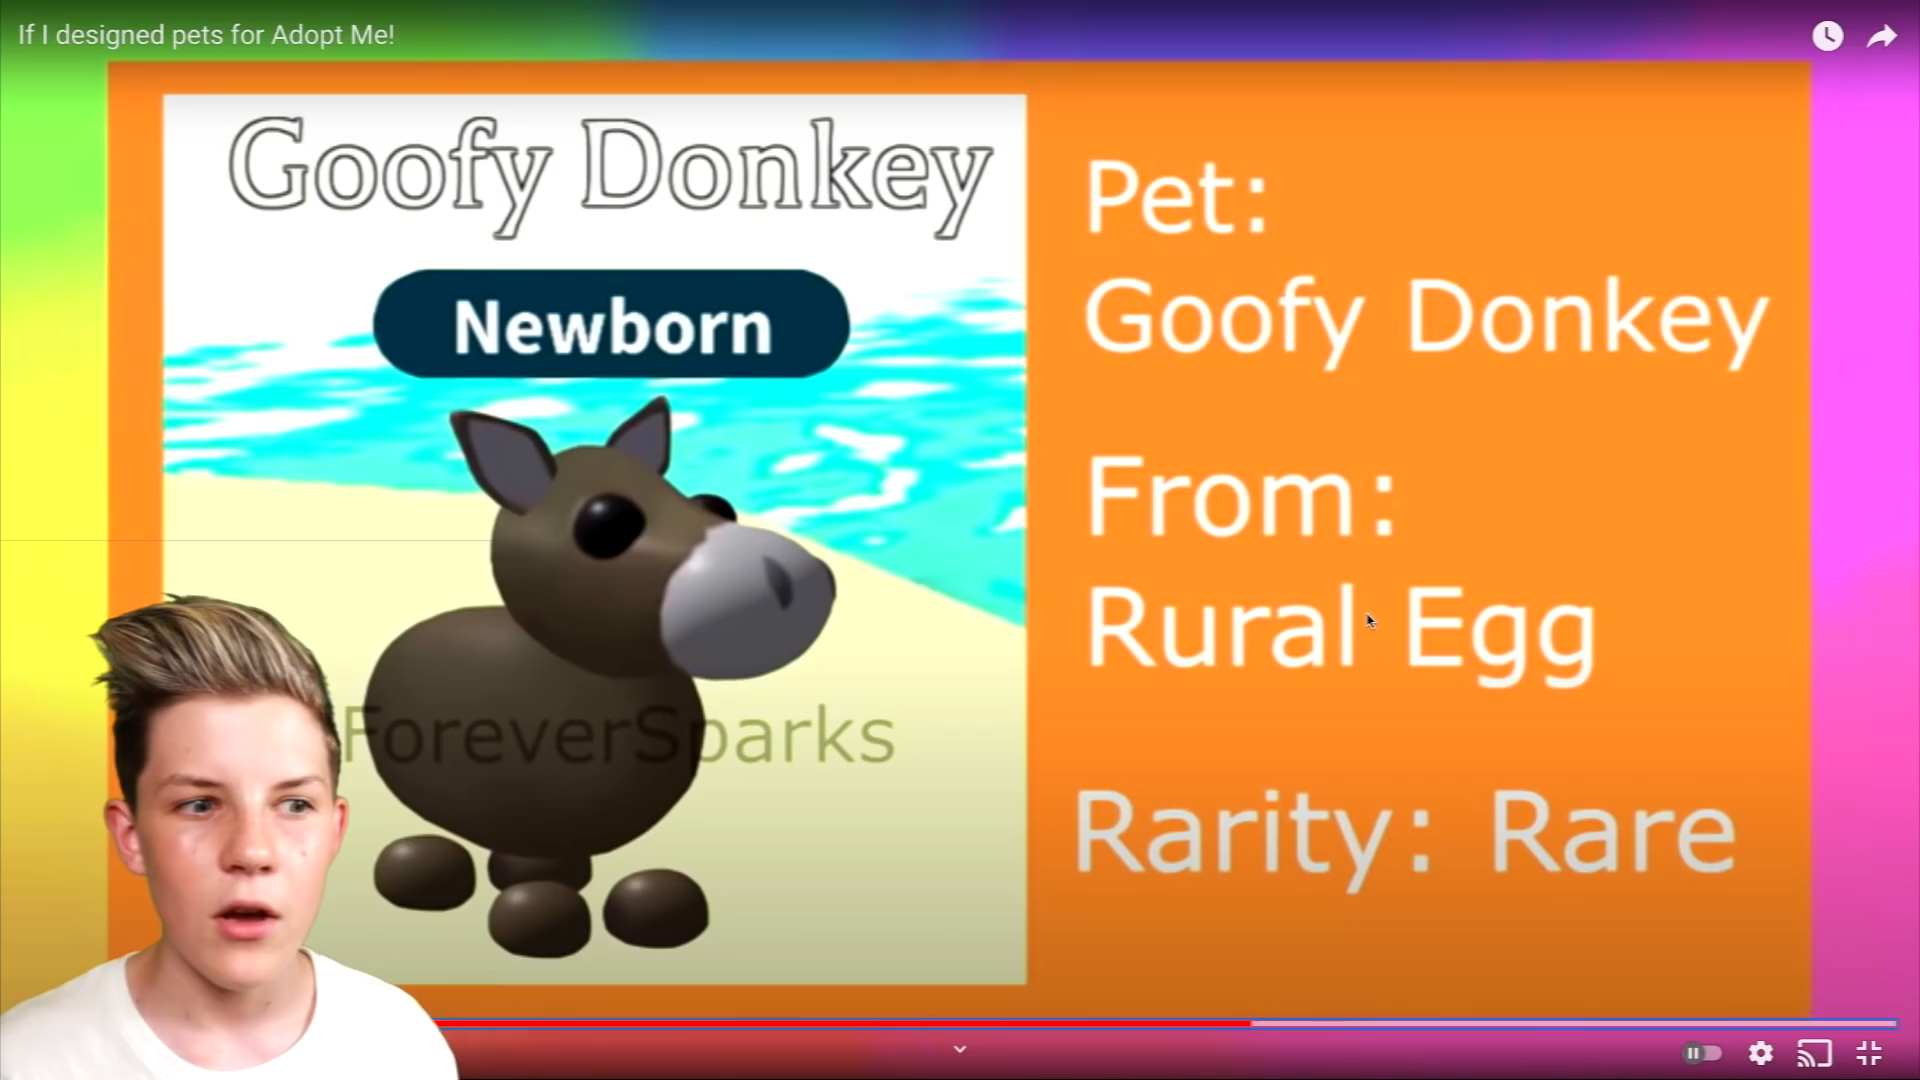 If I designed pets for Adopt Me!
Goofy Donkey
Newborn
ForeverSparks
Pet:
Goofy Donkey
From:
Rural Egg
Rarity: Rare